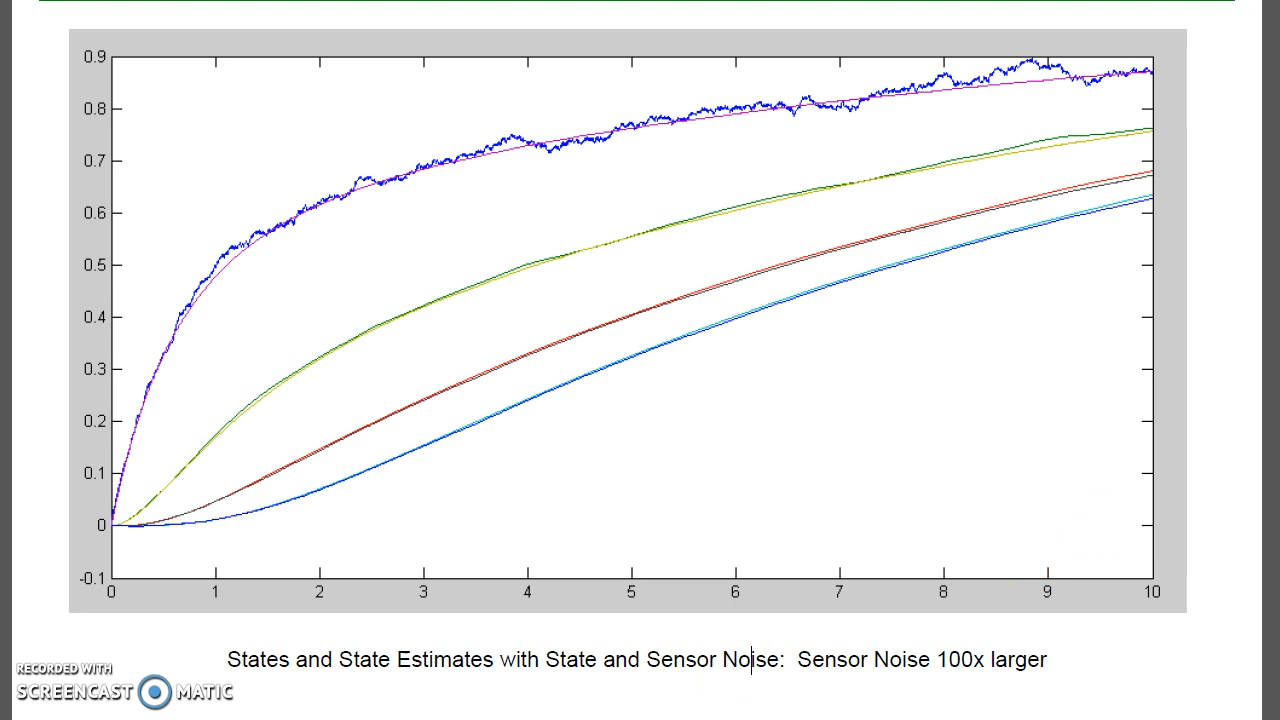 0.9
0.8
0.7
0.6
0.5
0.4
0.3
0.2
0.1
0
-0.1
0 1 2 3 4 5 6 7 8 9 10
States and State Estimates with State and Sensor Noise: Sensor Noise 100x larger
RECORDED WITH
SCREENCAST MATIC